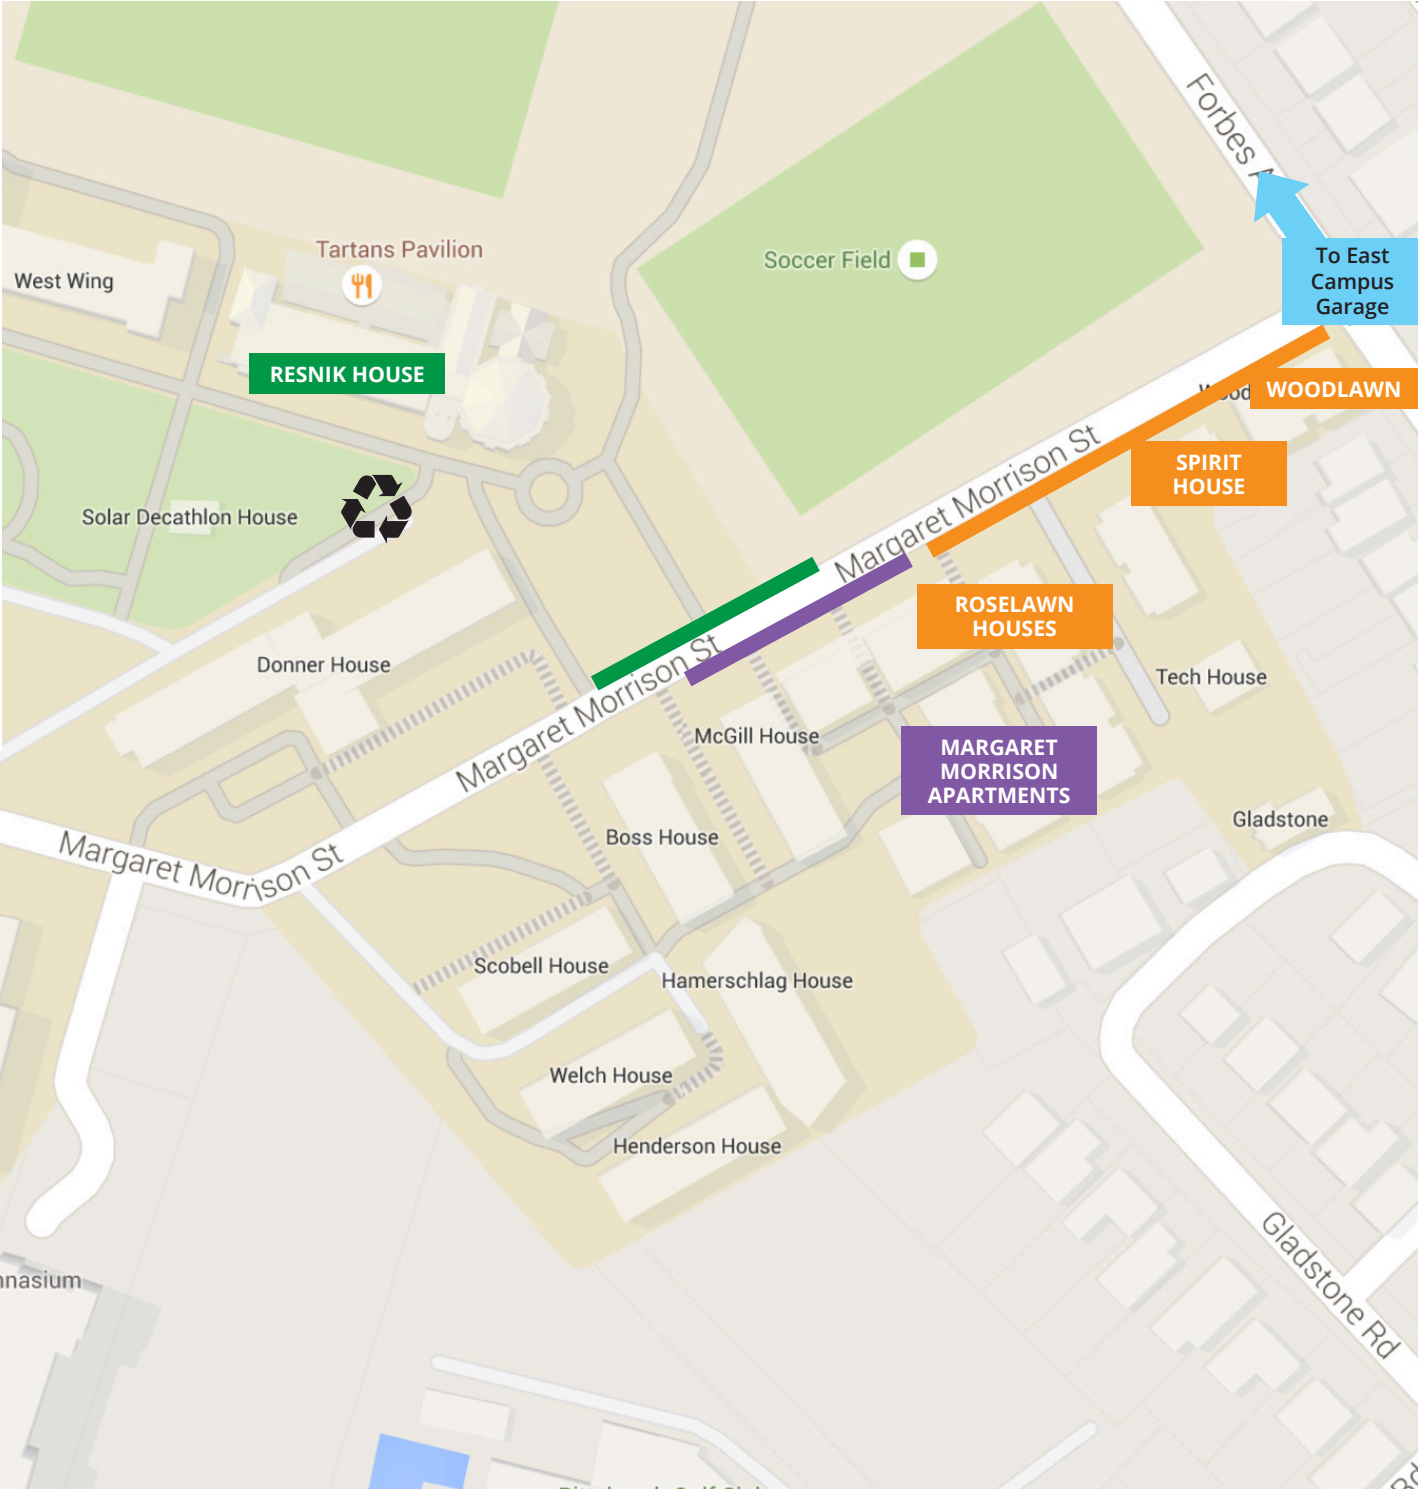 Forbes A
Tartans Pavilion
West Wing
Soccer Field
To East
Campus
Garage
RESNIK HOUSE
WOODLAWN
Margaret Morrison St
SPIRIT
HOUSE
Solar Decathlon House
ROSELAWN
HOUSES
Donner House
Margaret Morrison St
Tech House
McGill House
MARGARET
MORRISON
APARTMENTS
Boss House
Gladstone
Margaret Morrison St
Scobell House
Hamerschlag House
Welch House
Henderson House
Gladstone Rd
nnasium
Rd